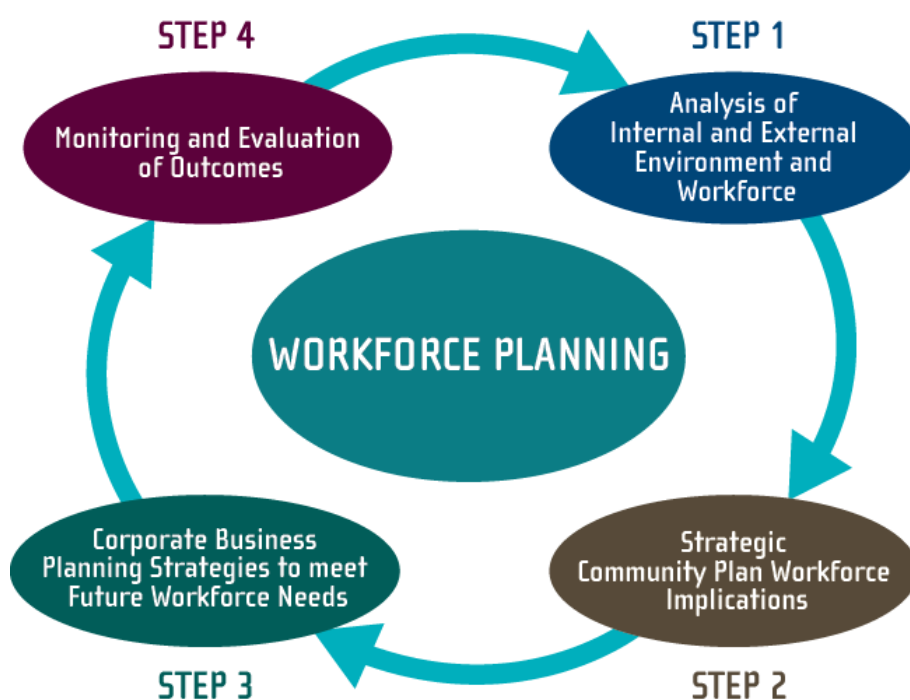 STEP 4
Monitoring and Evaluation
of Outcomes
STEP 1
Analysis of
Internal and External
Environment and
Workforce
WORKFORCE PLANNING
Corporate Business
Planning Strategies to meet
Future Workforce Needs
STEP 3
Strategic
Community Plan Workforce
Implications
STEP 2